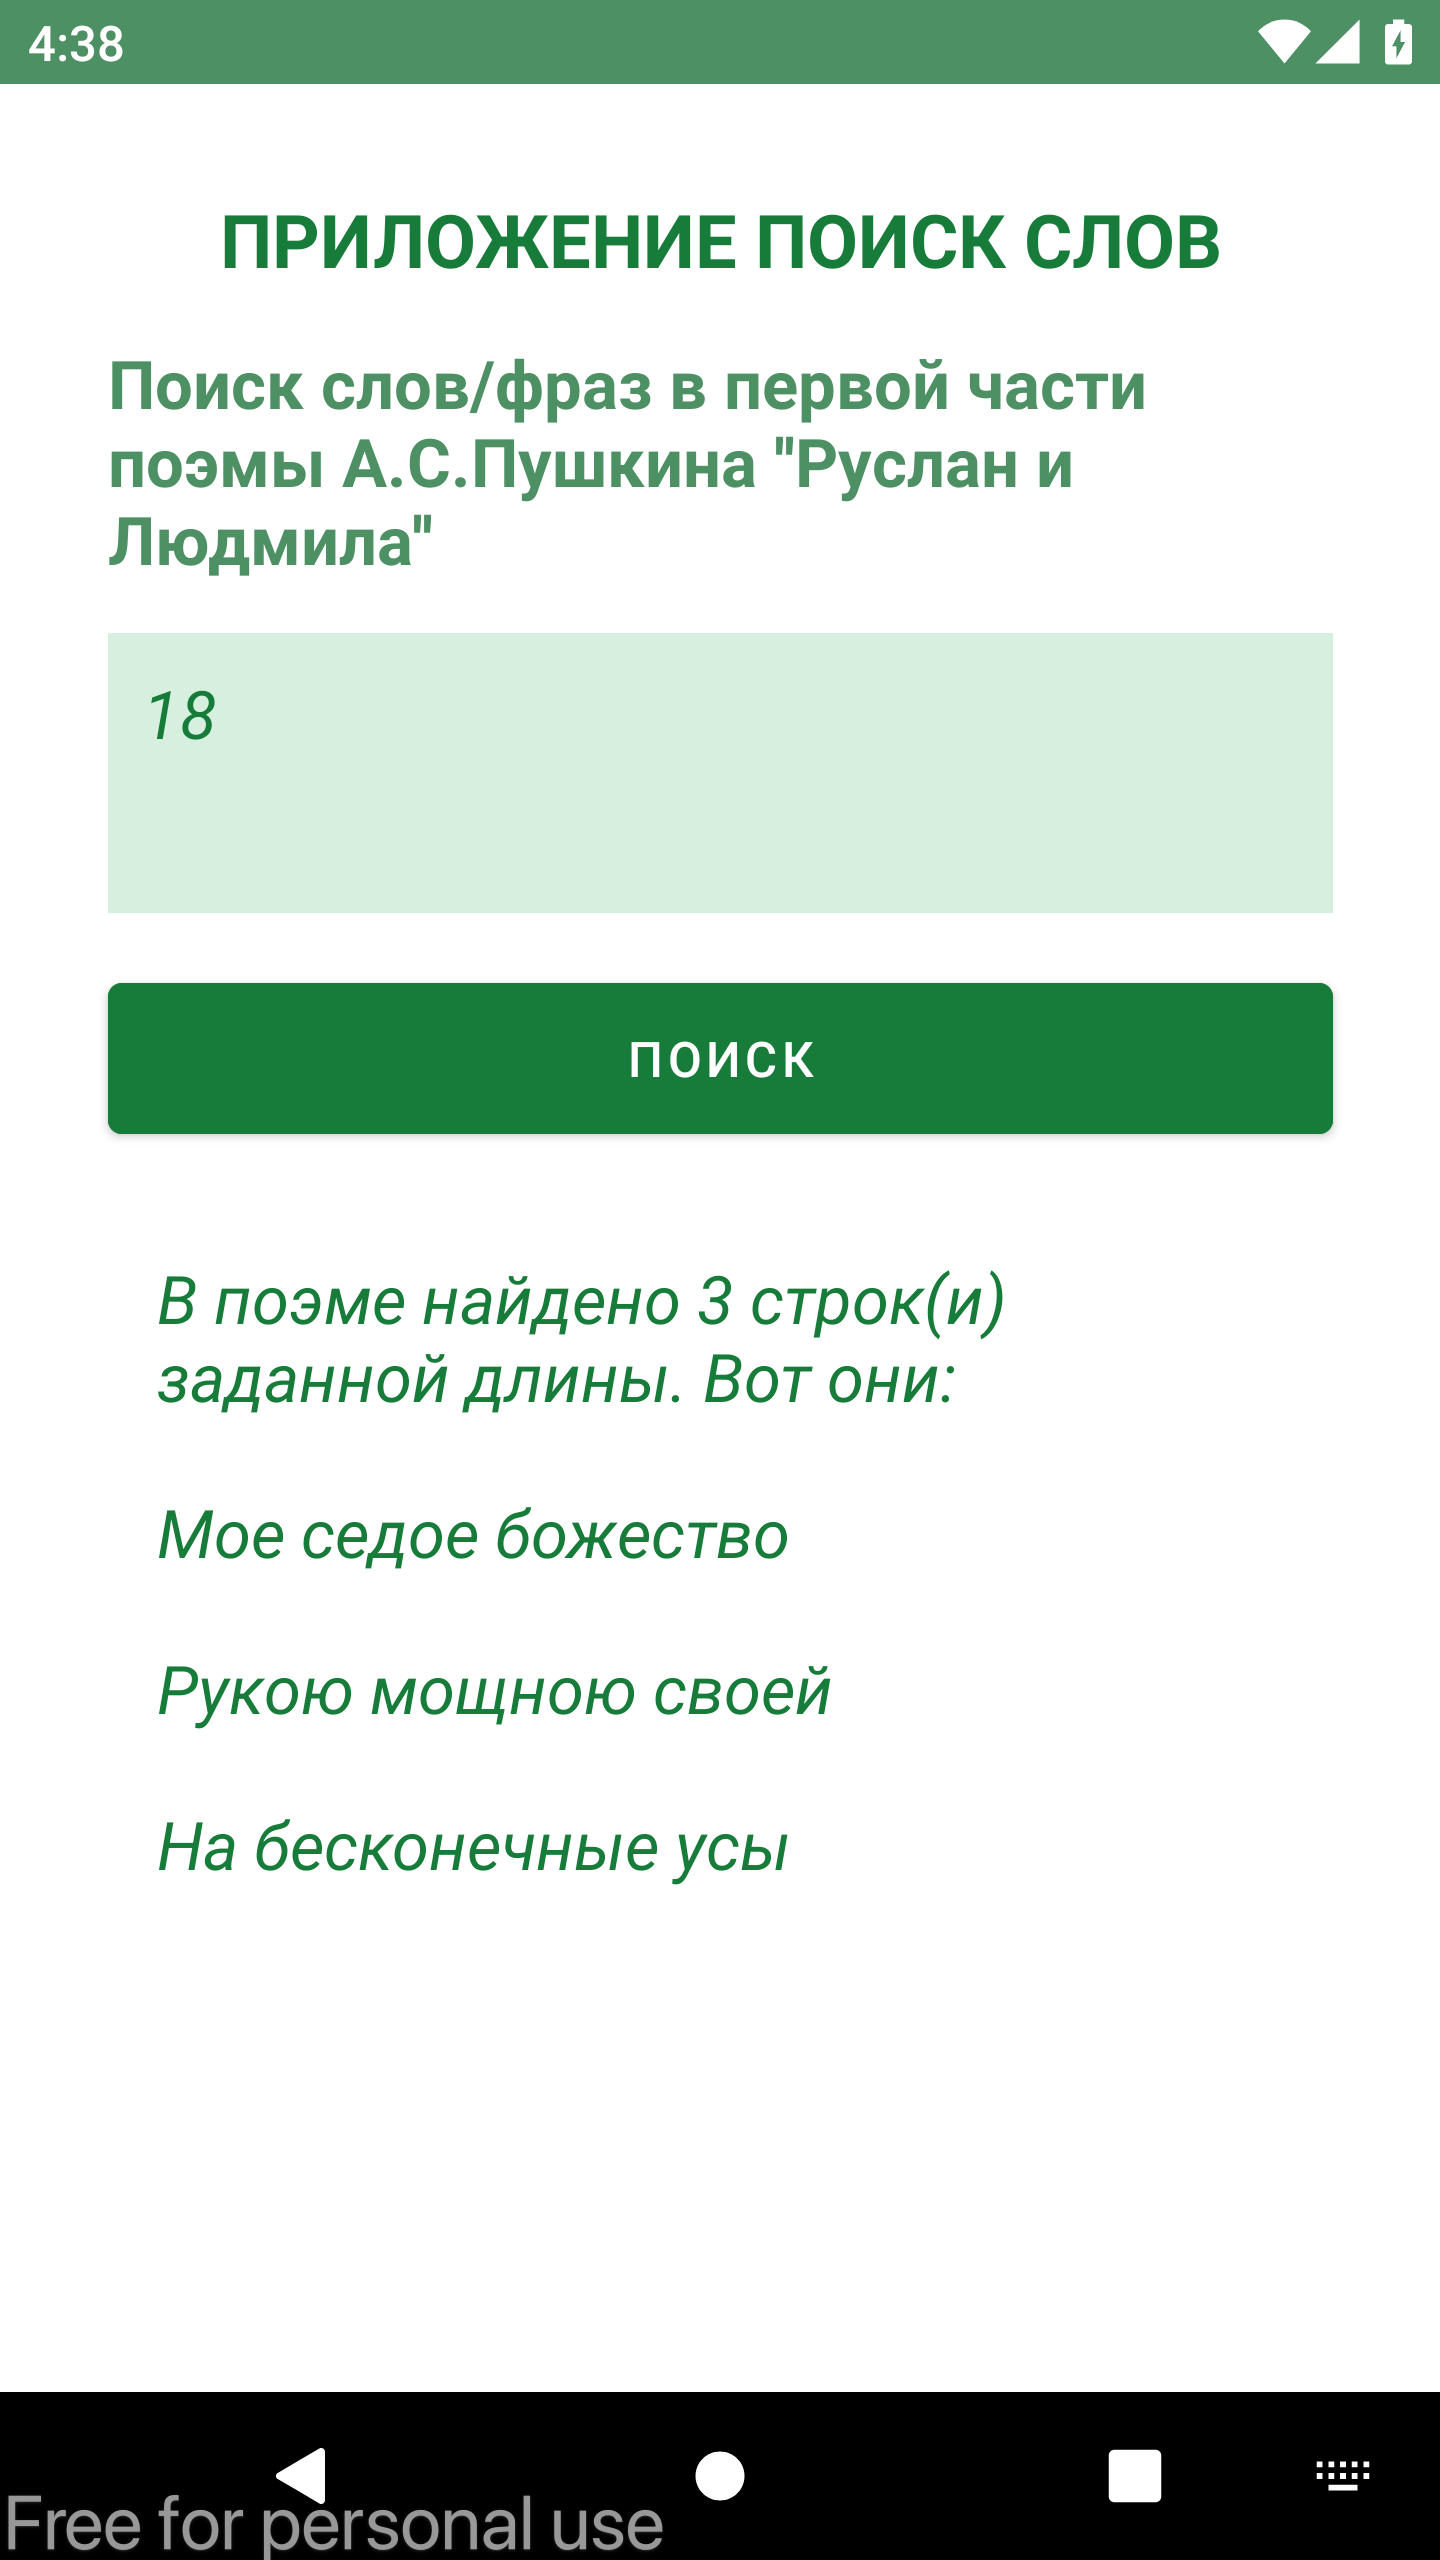 4:38
ПРИЛОЖЕНИЕ ПОИСК СЛОВ
Поиск слов/фраз в первой части
поэмы А.С.Пушкина "Руслан и
Людмила"
18
ПОИСК
В поэме найдено 3 строк(и)
заданной длины. Вот они:
Мое седое божество
Рукою мощною своей
На бесконечные усы
Free for personal use